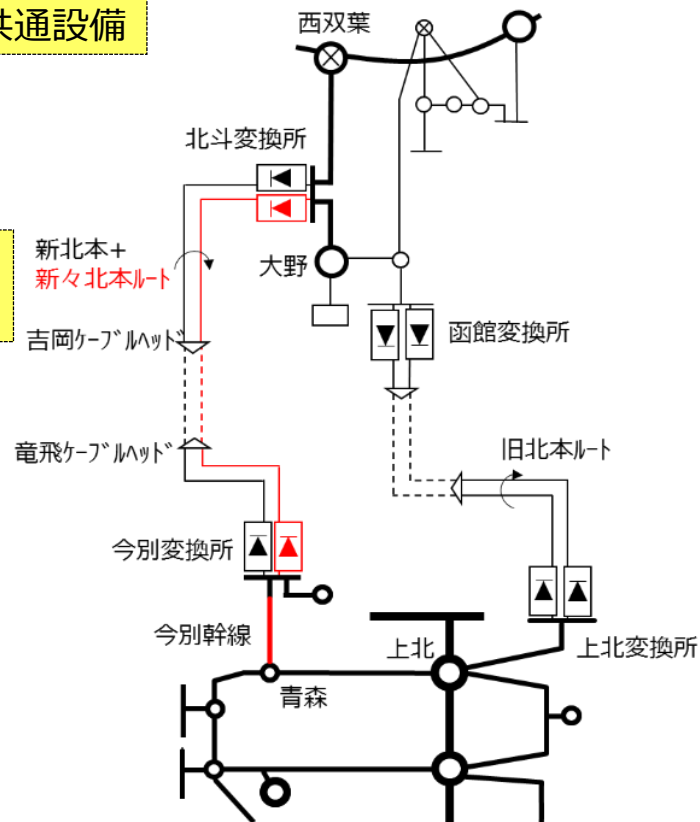 共通設備
西双葉
北斗変換所
新北本+
新々北本ルート
大野
函館変換所
吉岡ケーブルヘッド
竜飛ケーブルヘッド
旧北本ルート
今別変換所
今別幹線
上北
上北変換所
青森